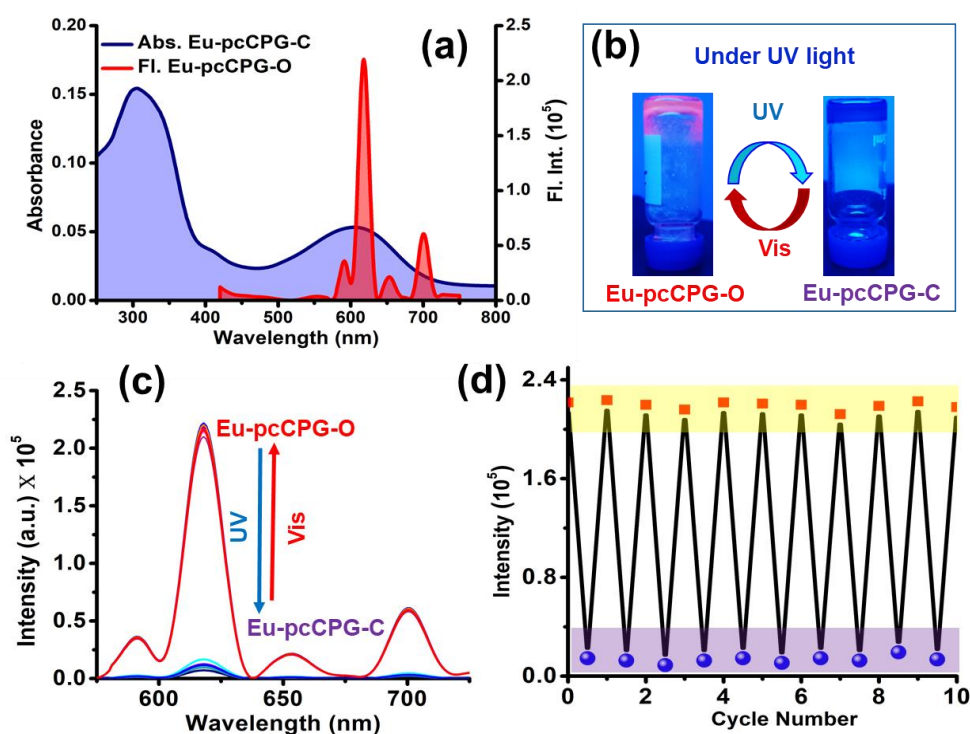 (a)
Abs. Eu-pcCPG-C
Fl. Eu-pcCPG-O
0.20
0.15
0.10
0.05
0.00
Absorbance
2.5
2.0
1.5
1.0
0.5
0.0
Fl. Int. (10⁵)
300 400 500 600 700 800
Wavelength (nm)
(b)
Under UV light
UV
Vis
Eu-pcCPG-O
Eu-pcCPG-C
(c)
2.5
2.0
1.5
1.0
0.5
0.0
Intensity (a.u.) X 10⁵
Eu-pcCPG-O
UV
Vis
Eu-pcCPG-C
600 650 700
Wavelength (nm)
(d)
2.4
1.6
0.8
0.0
Intensity (10⁵)
0 2 4 6 8 10
Cycle Number